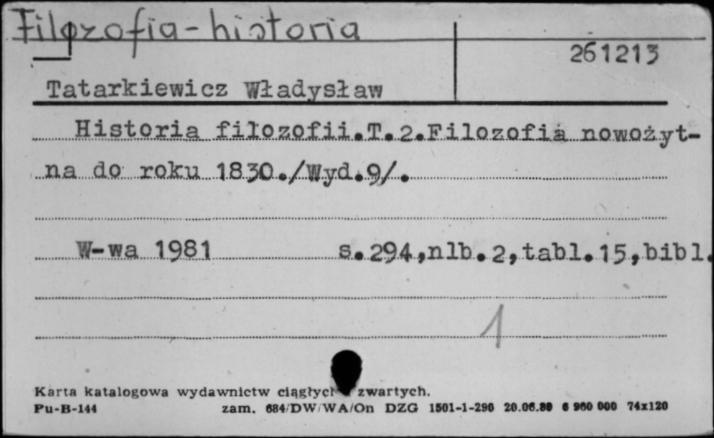 Filozofia-historia
261213
Tatarkiewicz Władysław
Historia filozofii.T.2.Filozofia nowożyt-
na do roku 1830./Wyd.9/.
W-wa 1981 s.294,nlb.2,tabl.15,bibl.
1
Karta katalogowa wydawnictw ciągłych zwartych.
Pu-B-144 zam. 684/DW/WA/On DZG 1501-1-290 20.06.80 6 960 000 74x120